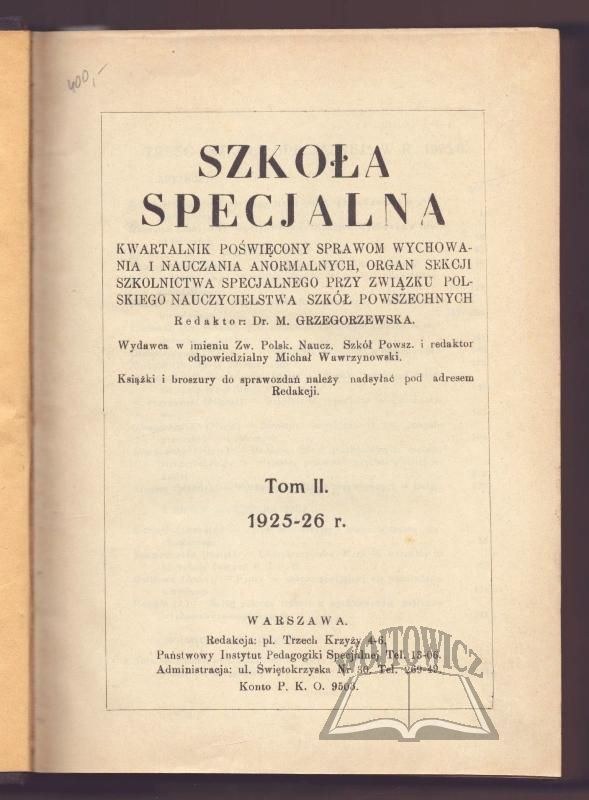 400,-
SZKOŁA
SPECJALNA
KWARTALNIK POŚWIĘCONY SPRAWOM WYCHOWA-
NIA I NAUCZANIA ANORMALNYCH, ORGAN SEKCJI
SZKOLNICTWA SPECJALNEGO PRZY ZWIĄZKU POL-
SKIEGO NAUCZYCIELSTWA SZKÓŁ POWSZECHNYCH
Redaktor: Dr. M. GRZEGORZEWSKA.
Wydawca w imieniu Zw. Polsk. Naucz. Szkół Powsz. i redaktor
odpowiedzialny Michał Wawrzynowski.
Książki i broszury do sprawozdań należy nadsyłać pod adresem
Redakcji.
Tom II.
1925-26 r.
WARSZAWA.
Redakcja: pl. Trzech Krzyży 4-6.
Państwowy Instytut Pedagogiki Specjalnej, Tel. 13-06.
Administracja: ul. Świętokrzyska Nr. 30. Tel. 269-42.
Konto P. K. O. 9505.
WÓJTOWICZ